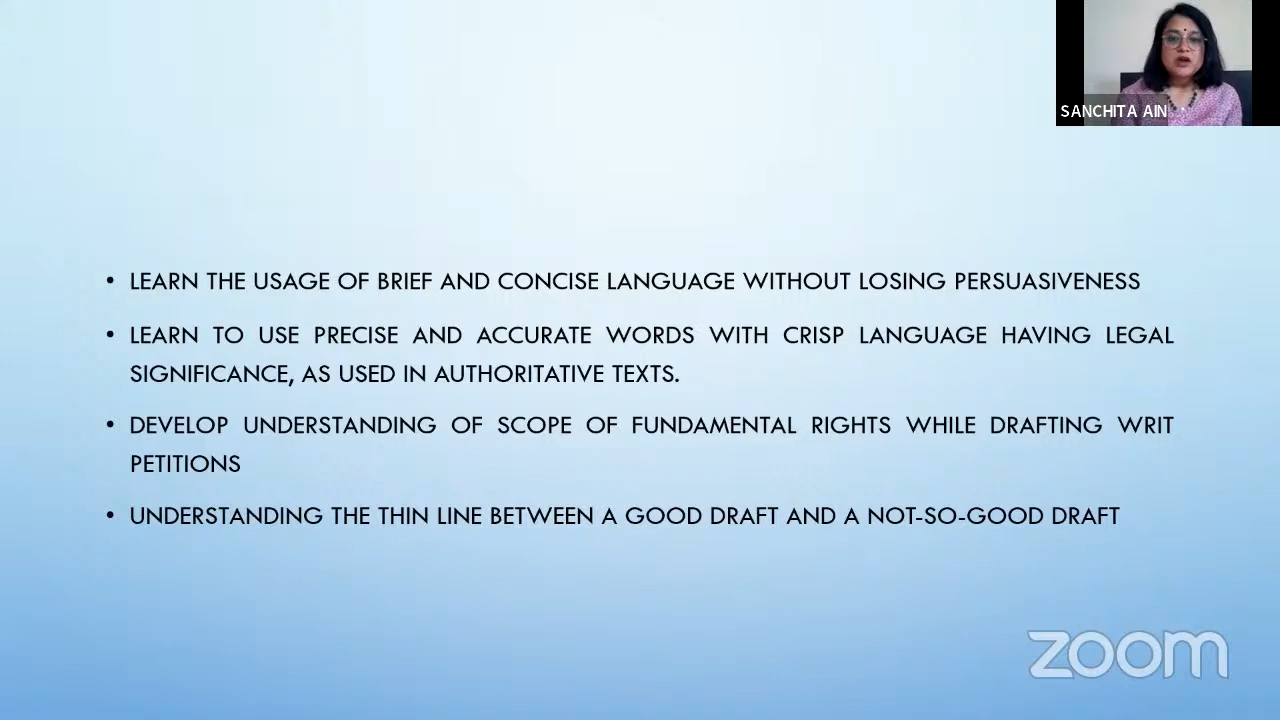 SANCHITA AIN
• LEARN THE USAGE OF BRIEF AND CONCISE LANGUAGE WITHOUT LOSING PERSUASIVENESS
• LEARN TO USE PRECISE AND ACCURATE WORDS WITH CRISP LANGUAGE HAVING LEGAL
SIGNIFICANCE, AS USED IN AUTHORITATIVE TEXTS.
• DEVELOP UNDERSTANDING OF SCOPE OF FUNDAMENTAL RIGHTS WHILE DRAFTING WRIT
PETITIONS
• UNDERSTANDING THE THIN LINE BETWEEN A GOOD DRAFT AND A NOT-SO-GOOD DRAFT
zoom